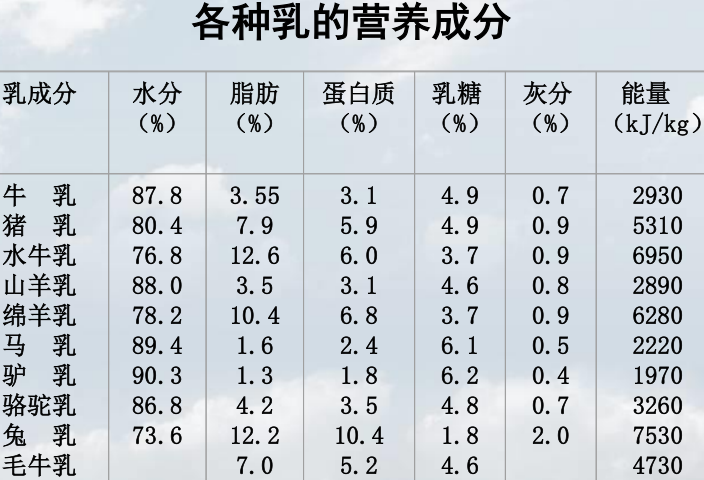 各种乳的营养成分
乳成分 水分 脂肪 蛋白质 乳糖 灰分 能量
(%) (%) (%) (%) (%) (kJ/kg)
牛 乳 87.8 3.55 3.1 4.9 0.7 2930
猪 乳 80.4 7.9 5.9 4.9 0.9 5310
水牛乳 76.8 12.6 6.0 3.7 0.9 6950
山羊乳 88.0 3.5 3.1 4.6 0.8 2890
绵羊乳 78.2 10.4 6.8 3.7 0.9 6280
马 乳 89.4 1.6 2.4 6.1 0.5 2220
驴 乳 90.3 1.3 1.8 6.2 0.4 1970
骆驼乳 86.8 4.2 3.5 4.8 0.7 3260
兔 乳 73.6 12.2 10.4 1.8 2.0 7530
毛牛乳 7.0 5.2 4.6 4730